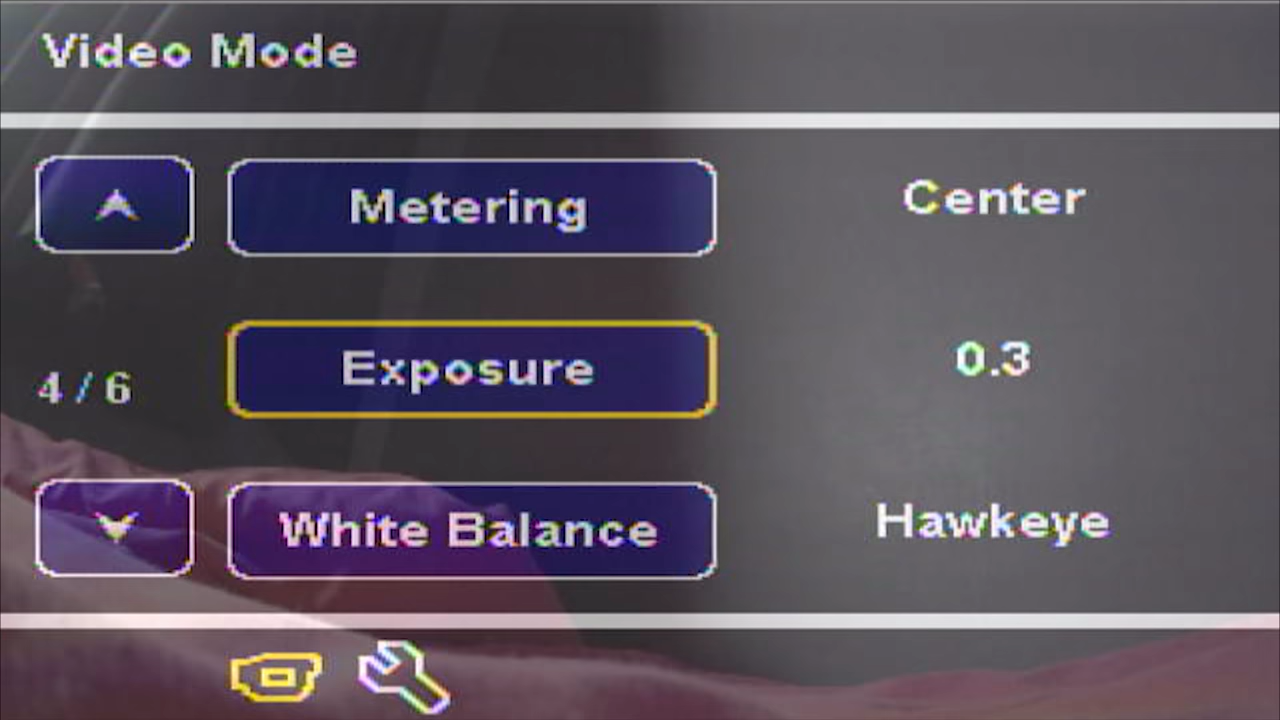 Video Mode
Metering Center
Exposure 0.3
4 / 6
White Balance Hawkeye